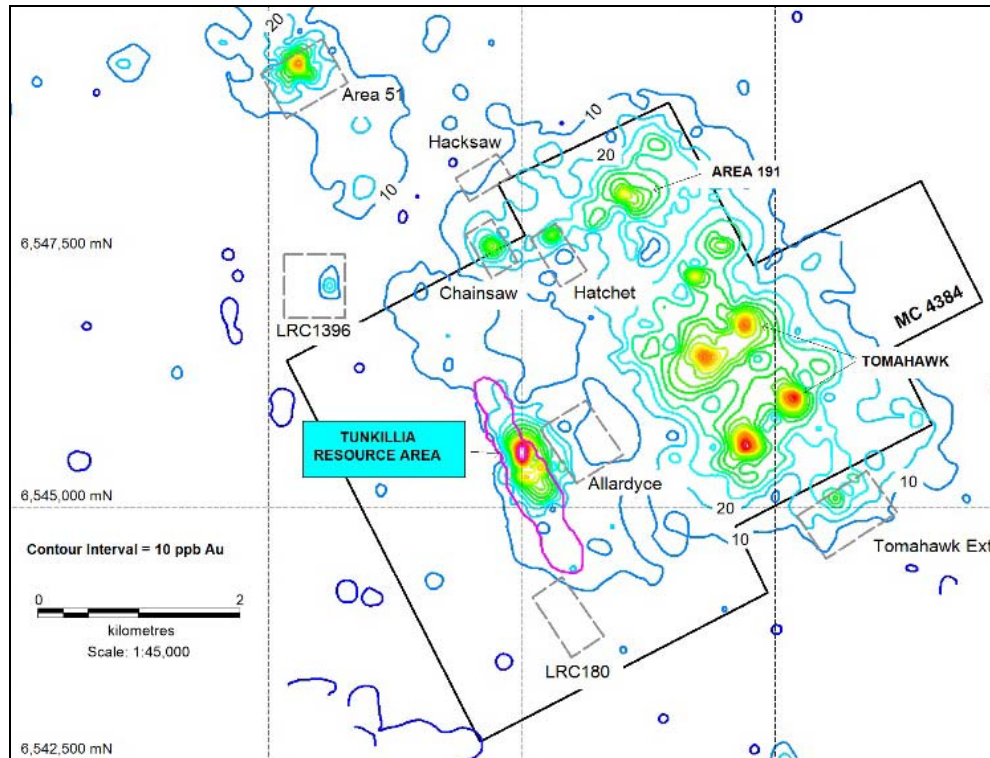 20
Area 51
10
Hacksaw
10
20
AREA 191
6,547,500 mN
10
Chainsaw
Hatchet
LRC1396
MC 4384
TOMAHAWK
TUNKILLIA
RESOURCE AREA
Allardyce
6,545,000 mN
20
10
10
Tomahawk Ext
Contour Interval = 10 ppb Au
0 2
kilometres
Scale: 1:45,000
LRC180
6,542,500 mN